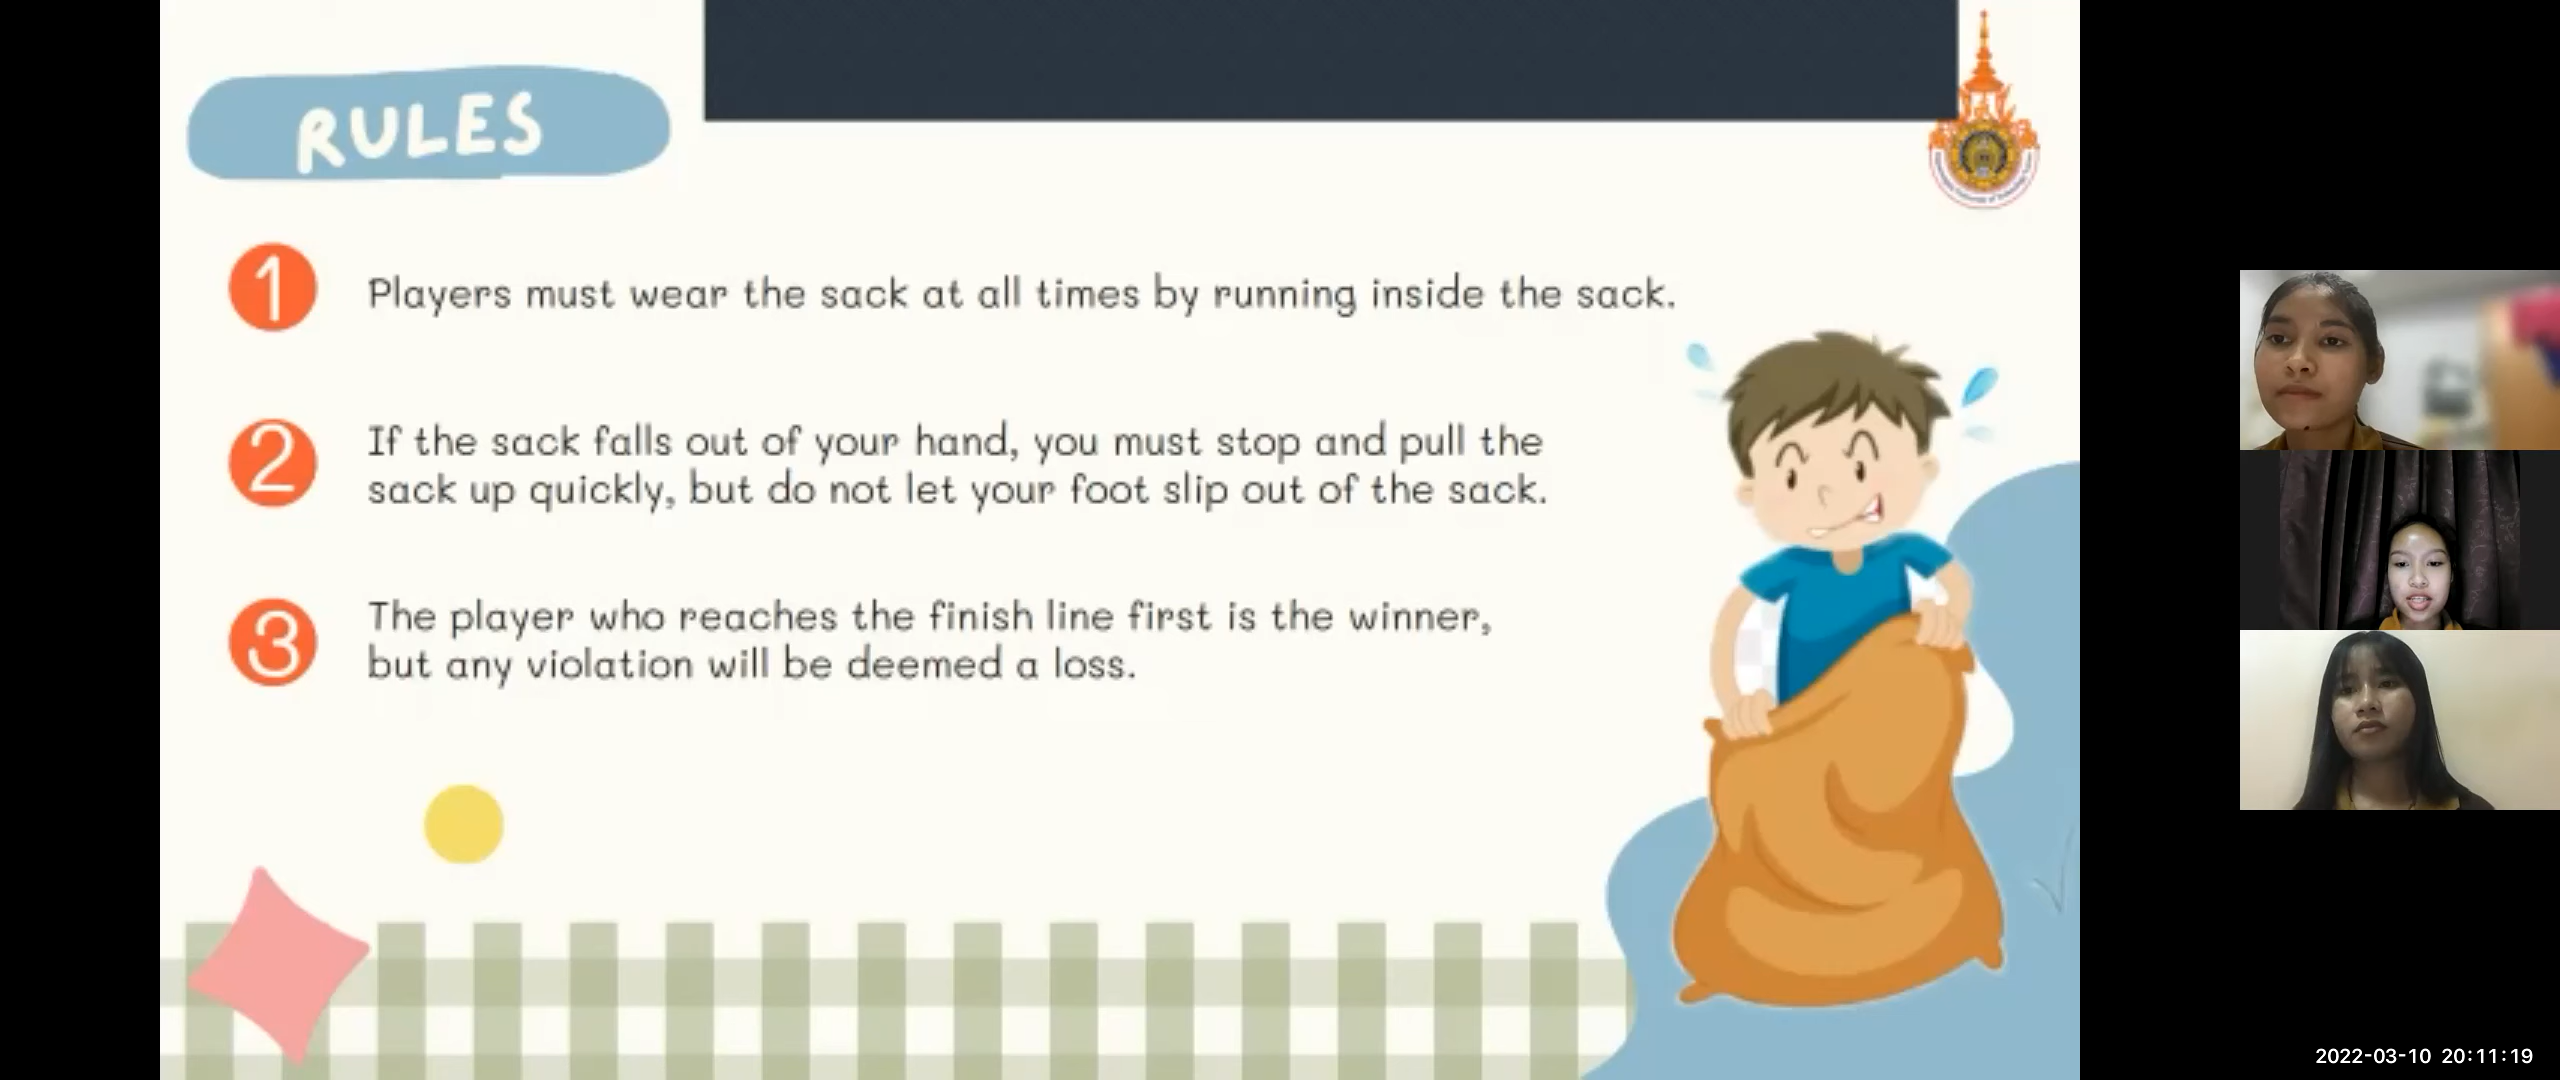 RULES
1
Players must wear the sack at all times by running inside the sack.
2
If the sack falls out of your hand, you must stop and pull the
sack up quickly, but do not let your foot slip out of the sack.
3
The player who reaches the finish line first is the winner,
but any violation will be deemed a loss.
2022-03-10 20:11:19